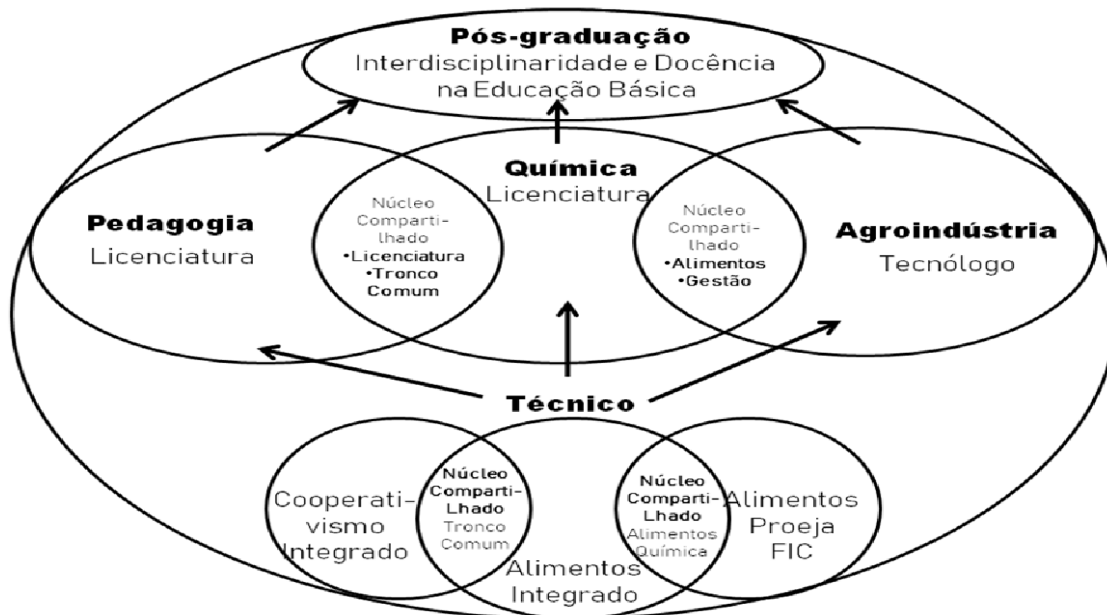 Pós-graduação
Interdisciplinaridade e Docência
na Educação Básica
Pedagogia
Licenciatura
Núcleo
Comparti-
lhado
•Licenciatura
•Tronco
Comum
Química
Licenciatura
Núcleo
Comparti-
lhado
•Alimentos
•Gestão
Agroindústria
Tecnólogo
Técnico
Cooperati-
vismo
Integrado
Núcleo
Comparti-
Lhado
Tronco
Comum
Alimentos
Integrado
Núcleo
Comparti-
Lhado
Alimentos
Química
Alimentos
Proeja
FIC